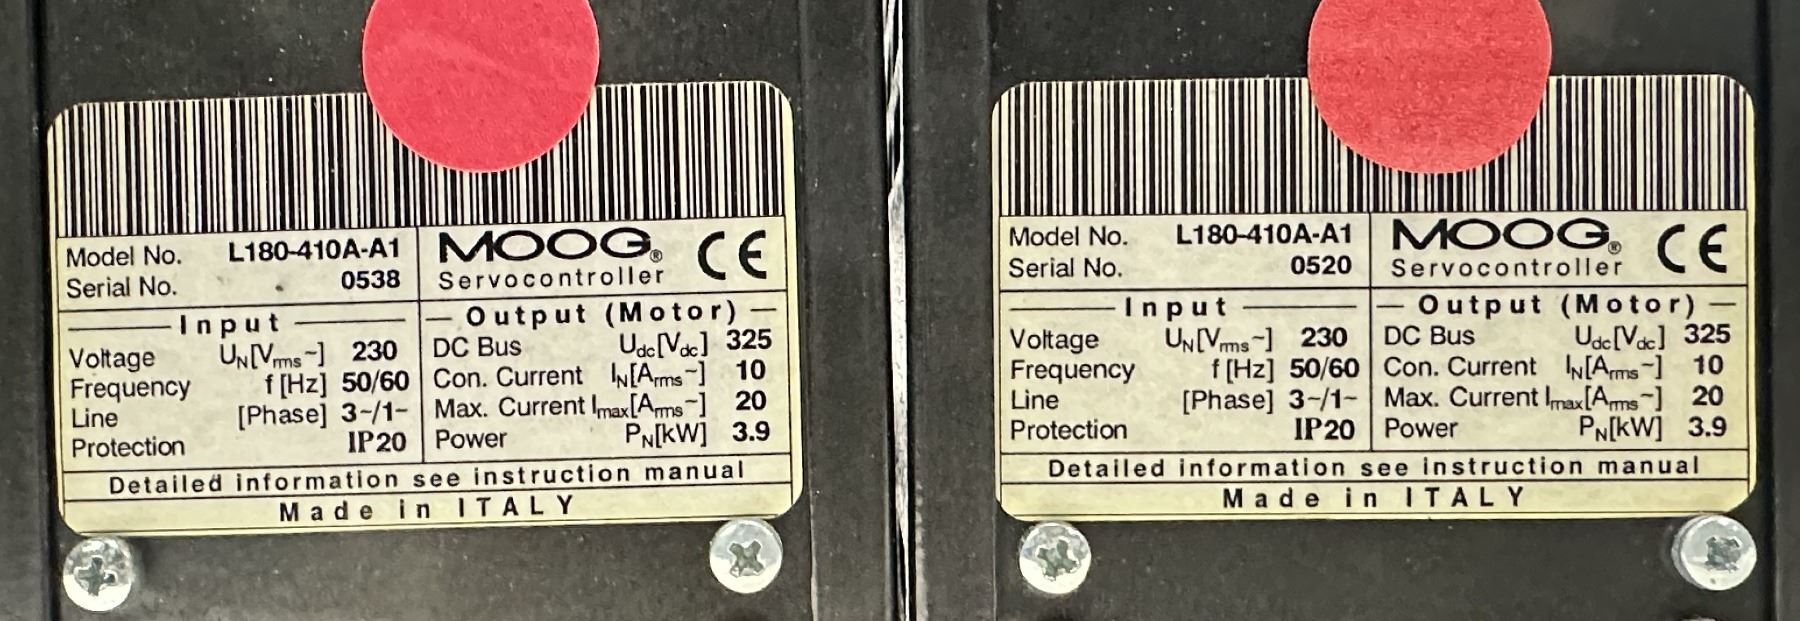 Model No. L180-410A-A1
Serial No. 0538
MOOG®
Servocontroller
CE
Input
Voltage UN[Vrms~] 230
Frequency f [Hz] 50/60
Line [Phase] 3~/1~
Protection IP20
Output (Motor)
DC Bus Udc[Vdc] 325
Con. Current IN[Arms~] 10
Max. Current Imax[Arms~] 20
Power PN[kW] 3.9
Detailed information see instruction manual
Made in ITALY
Model No. L180-410A-A1
Serial No. 0520
MOOG®
Servocontroller
CE
Input
Voltage UN[Vrms~] 230
Frequency f [Hz] 50/60
Line [Phase] 3~/1~
Protection IP20
Output (Motor)
DC Bus Udc[Vdc] 325
Con. Current IN[Arms~] 10
Max. Current Imax[Arms~] 20
Power PN[kW] 3.9
Detailed information see instruction manual
Made in ITALY